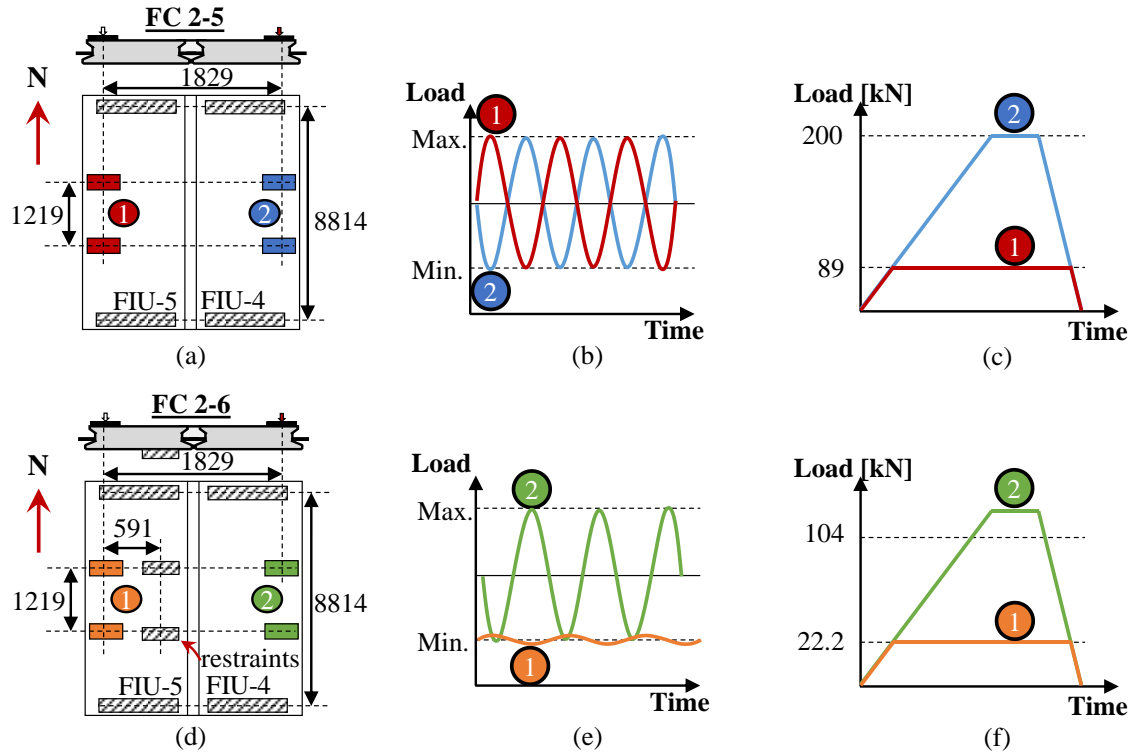 FC 2-5
1829
N
1219
1
2
8814
FIU-5
FIU-4
(a)
Load
1
Max.
Min.
2
Time
(b)
Load [kN]
2
200
1
89
Time
(c)
FC 2-6
1829
N
591
1219
1
2
8814
restraints
FIU-5
FIU-4
(d)
Load
2
Max.
Min.
1
Time
(e)
Load [kN]
2
104
1
22.2
Time
(f)